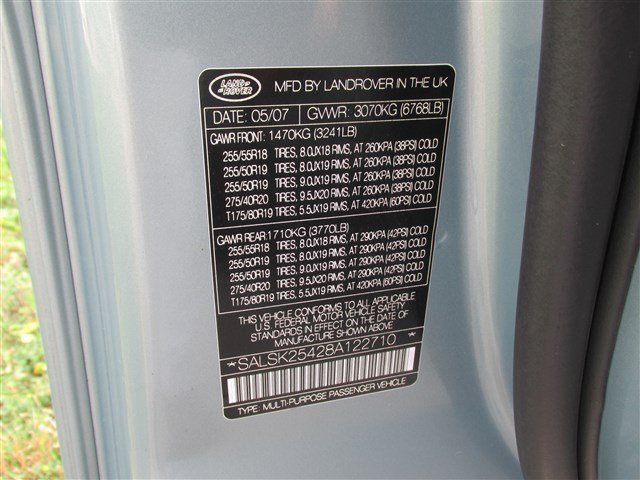 LAND ROVER
MFD BY LANDROVER IN THE UK
DATE: 05/07 GVWR: 3070KG (6768LB)
GAWR FRONT: 1470KG (3241LB)
255/55R18 TIRES, 8.0JX18 RIMS, AT 260KPA (38PSI) COLD
255/50R19 TIRES, 8.0JX19 RIMS, AT 260KPA (38PSI) COLD
255/50R19 TIRES, 9.0JX19 RIMS, AT 260KPA (38PSI) COLD
275/40R20 TIRES, 9.5JX20 RIMS, AT 260KPA (38PSI) COLD
T175/80R19 TIRES, 5.5JX19 RIMS, AT 420KPA (60PSI) COLD
GAWR REAR: 1710KG (3770LB)
255/55R18 TIRES, 8.0JX18 RIMS, AT 290KPA (42PSI) COLD
255/50R19 TIRES, 8.0JX19 RIMS, AT 290KPA (42PSI) COLD
255/50R19 TIRES, 9.0JX19 RIMS, AT 290KPA (42PSI) COLD
275/40R20 TIRES, 9.5JX20 RIMS, AT 290KPA (42PSI) COLD
T175/80R19 TIRES, 5.5JX19 RIMS, AT 420KPA (60PSI) COLD
THIS VEHICLE CONFORMS TO ALL APPLICABLE
U.S. FEDERAL MOTOR VEHICLE SAFETY
STANDARDS IN EFFECT ON THE DATE OF
MANUFACTURE SHOWN ABOVE
*SALSK25428A122710*
TYPE: MULTI-PURPOSE PASSENGER VEHICLE